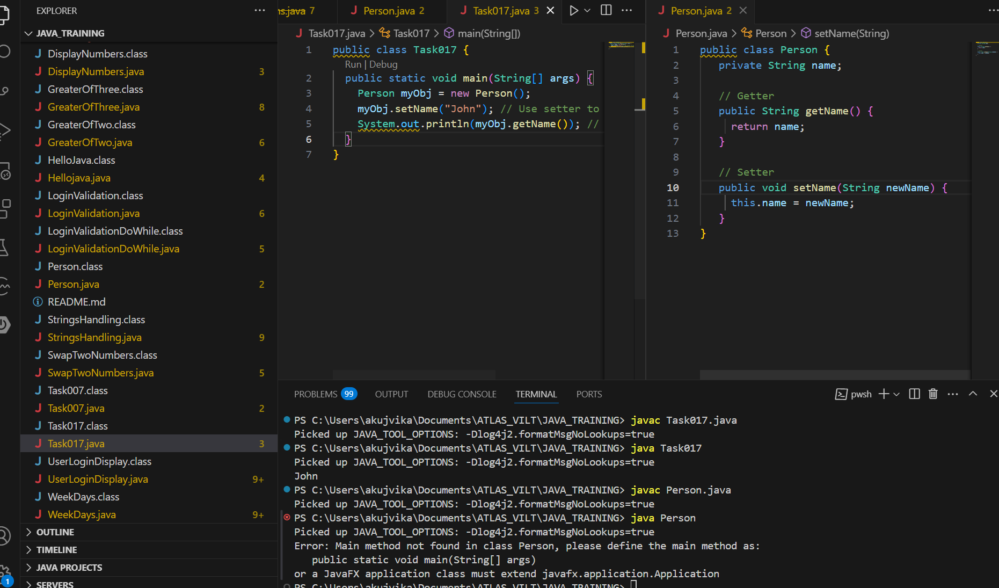 EXPLORER
JAVA_TRAINING
DisplayNumbers.class
DisplayNumbers.java 3
GreaterOfThree.class
GreaterOfThree.java 8
GreaterOfTwo.class
GreaterOfTwo.java 6
HelloJava.class
Hellojava.java 4
LoginValidation.class
LoginValidation.java 6
LoginValidationDoWhile.class
LoginValidationDoWhile.java 5
Person.class
Person.java 2
README.md
StringsHandling.class
StringsHandling.java 9
SwapTwoNumbers.class
SwapTwoNumbers.java 5
Task007.class
Task007.java 2
Task017.class
Task017.java 3
UserLoginDisplay.class
UserLoginDisplay.java 9+
WeekDays.class
WeekDays.java 9+
OUTLINE
TIMELINE
JAVA PROJECTS
SERVERS
1
ns.java 7
Person.java 2
Task017.java 3
Task017.java > Task017 > main(String[])
1 public class Task017 {
Run | Debug
2 public static void main(String[] args) {
3 Person myObj = new Person();
4 myObj.setName("John"); // Use setter to
5 System.out.println(myObj.getName()); //
6 }
7 }
Person.java 2
Person.java > Person > setName(String)
1 public class Person {
2 private String name;
3
4 // Getter
5 public String getName() {
6 return name;
7 }
8
9 // Setter
10 public void setName(String newName) {
11 this.name = newName;
12 }
13 }
PROBLEMS 99 OUTPUT DEBUG CONSOLE TERMINAL PORTS
pwsh
PS C:\Users\akujvika\Documents\ATLAS_VILT\JAVA_TRAINING> javac Task017.java
Picked up JAVA_TOOL_OPTIONS: -Dlog4j2.formatMsgNoLookups=true
PS C:\Users\akujvika\Documents\ATLAS_VILT\JAVA_TRAINING> java Task017
Picked up JAVA_TOOL_OPTIONS: -Dlog4j2.formatMsgNoLookups=true
John
PS C:\Users\akujvika\Documents\ATLAS_VILT\JAVA_TRAINING> javac Person.java
Picked up JAVA_TOOL_OPTIONS: -Dlog4j2.formatMsgNoLookups=true
PS C:\Users\akujvika\Documents\ATLAS_VILT\JAVA_TRAINING> java Person
Picked up JAVA_TOOL_OPTIONS: -Dlog4j2.formatMsgNoLookups=true
Error: Main method not found in class Person, please define the main method as:
public static void main(String[] args)
or a JavaFX application class must extend javafx.application.Application
PS C:\Users\akujvika\Documents\ATLAS_VILT\JAVA_TRAINING>